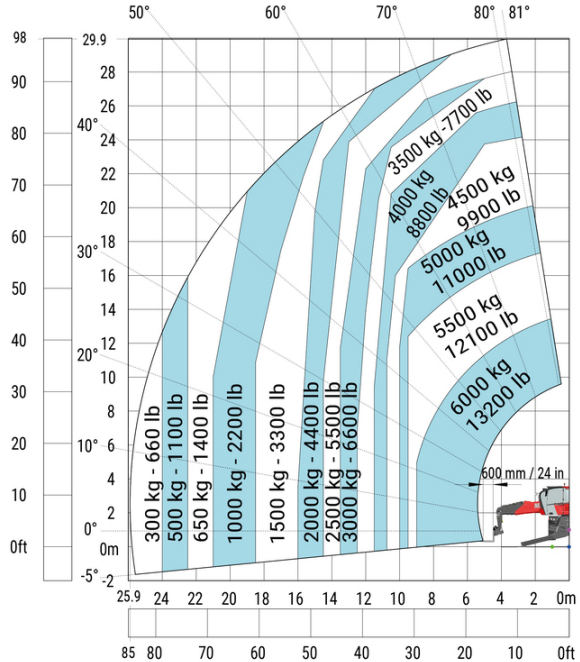 50°
60°
70°
80°
81°
98
29.9
90
28
26
80
24
40°
22
70
20
60
18
30°
16
50
14
40
12
20°
10
30
8
20
6
10°
4
10
2
0°
0ft
0m
-5°
-2
3500 kg -7700 lb
4000 kg
8800 lb
4500 kg
9900 lb
5000 kg
11000 lb
5500 kg
12100 lb
6000 kg
13200 lb
600 mm / 24 in
300 kg - 660 lb
500 kg - 1100 lb
650 kg - 1400 lb
1000 kg - 2200 lb
1500 kg - 3300 lb
2000 kg - 4400 lb
2500 kg - 5500 lb
3000 kg - 6600 lb
25.9 24 22 20 18 16 14 12 10 8 6 4 2 0m
85 80 70 60 50 40 30 20 10 0ft